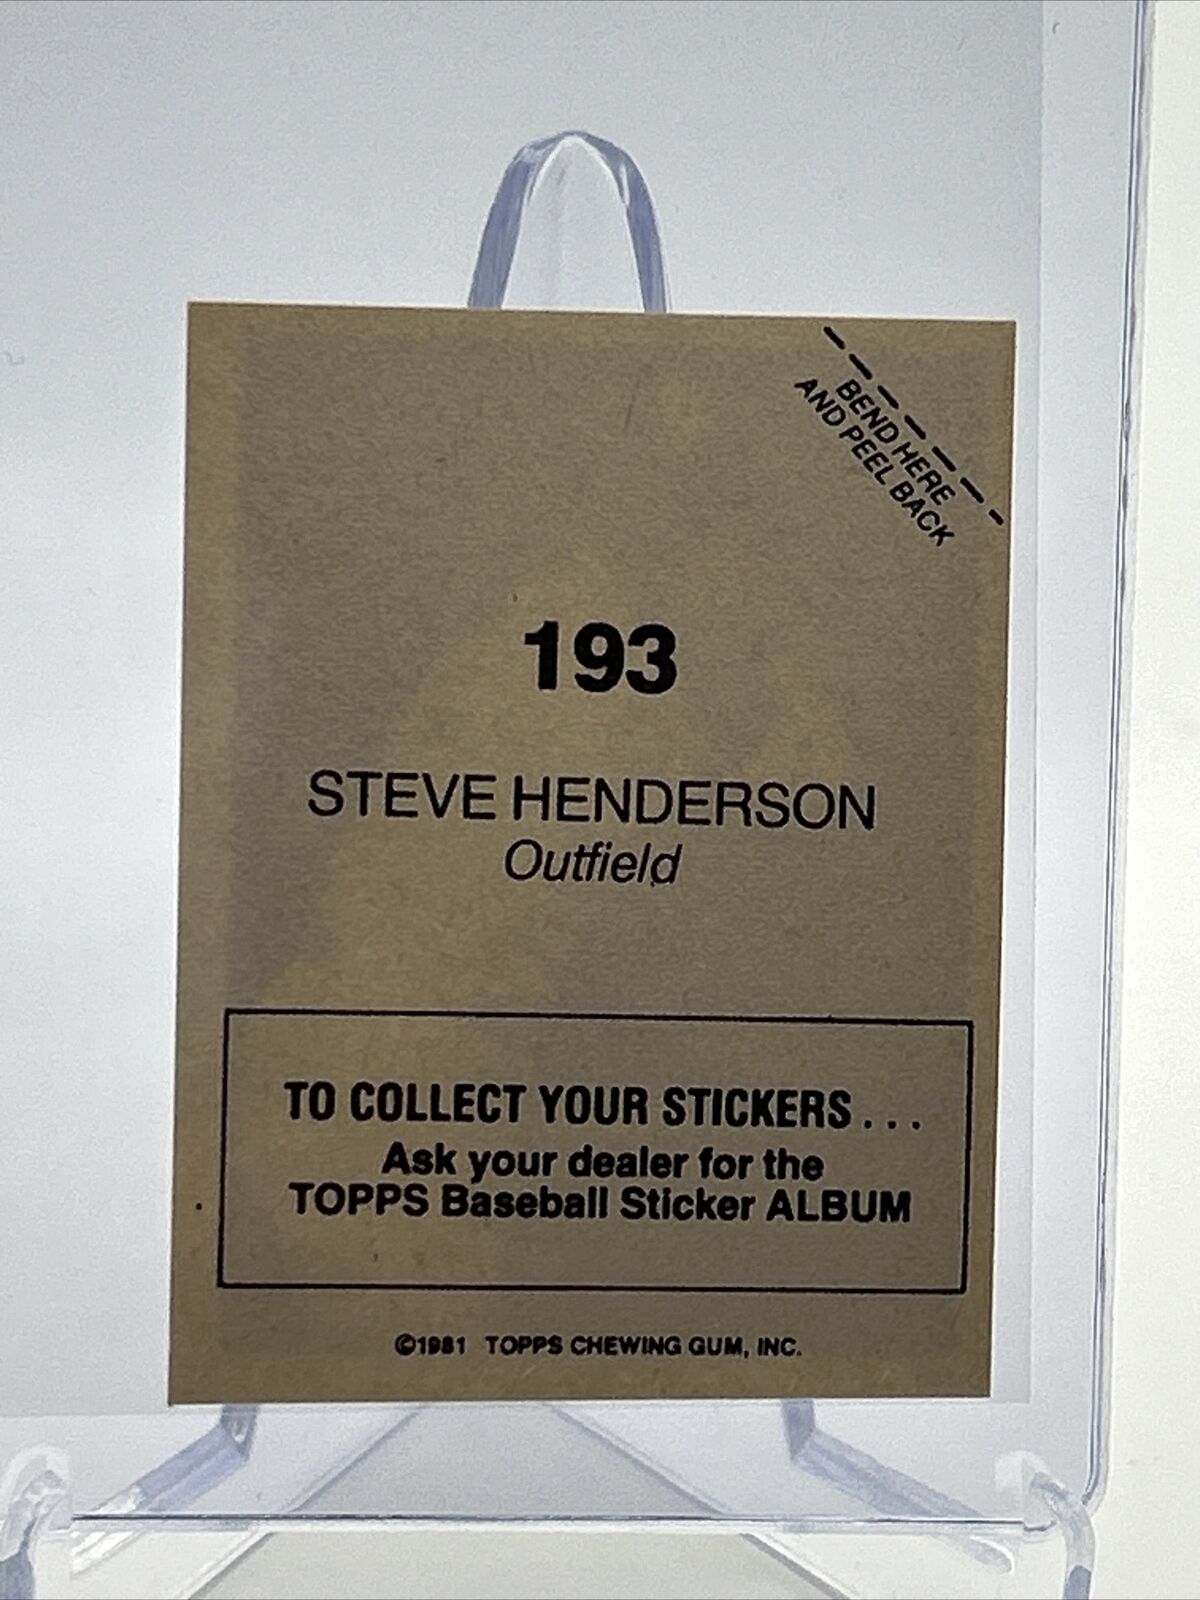 BEND HERE
AND PEEL BACK
193
STEVE HENDERSON
Outfield
TO COLLECT YOUR STICKERS...
Ask your dealer for the
TOPPS Baseball Sticker ALBUM
©1981 TOPPS CHEWING GUM, INC.